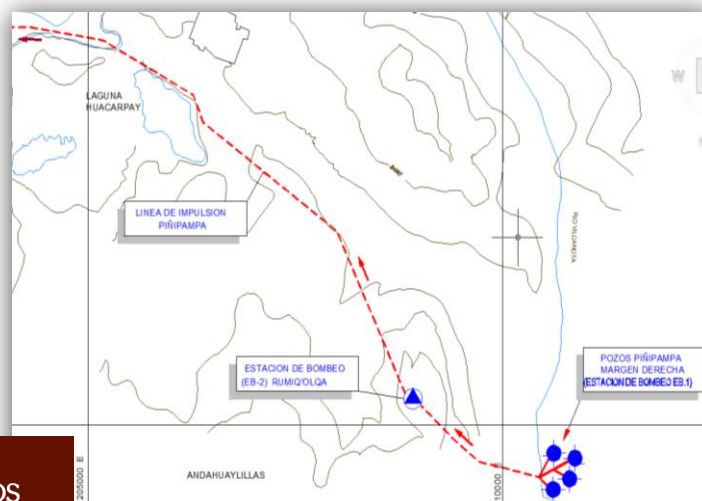 W
LAGUNA
HUACARPAY
LINEA DE IMPULSION
PIÑIPAMPA
RIO VILCANOTA
ESTACION DE BOMBEO
(EB-2) RUMIQ'OLQA
POZOS PIÑIPAMPA
MARGEN DERECHA
(ESTACION DE BOMBEO EB.1)
ANDAHUAYLILLAS
205000 E
os